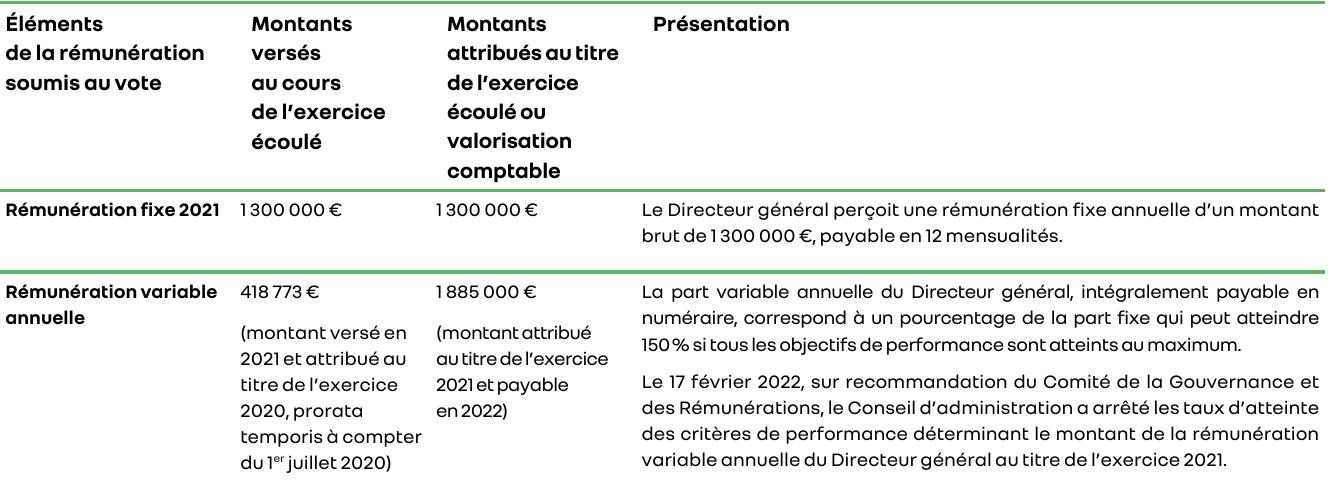 Éléments
de la rémunération
soumis au vote
Montants
versés
au cours
de l’exercice
écoulé
Montants
attribués au titre
de l’exercice
écoulé ou
valorisation
comptable
Présentation
Rémunération fixe 2021
1 300 000 €
1 300 000 €
Le Directeur général perçoit une rémunération fixe annuelle d’un montant
brut de 1 300 000 €, payable en 12 mensualités.
Rémunération variable
annuelle
418 773 €
(montant versé en
2021 et attribué au
titre de l’exercice
2020, prorata
temporis à compter
du 1er juillet 2020)
1 885 000 €
(montant attribué
au titre de l’exercice
2021 et payable
en 2022)
La part variable annuelle du Directeur général, intégralement payable en
numéraire, correspond à un pourcentage de la part fixe qui peut atteindre
150 % si tous les objectifs de performance sont atteints au maximum.
Le 17 février 2022, sur recommandation du Comité de la Gouvernance et
des Rémunérations, le Conseil d’administration a arrêté les taux d’atteinte
des critères de performance déterminant le montant de la rémunération
variable annuelle du Directeur général au titre de l’exercice 2021.